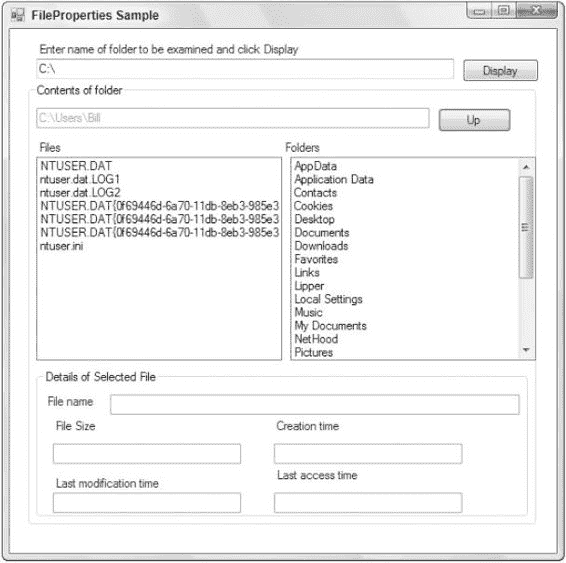 FileProperties Sample
Enter name of folder to be examined and click Display
C:\
Display
Contents of folder
C:\Users\Bill
Up
Files
Folders
NTUSER.DAT
ntuser.dat.LOG1
ntuser.dat.LOG2
NTUSER.DAT{0f69446d-6a70-11db-8eb3-985e3
NTUSER.DAT{0f69446d-6a70-11db-8eb3-985e3
NTUSER.DAT{0f69446d-6a70-11db-8eb3-985e3
ntuser.ini
AppData
Application Data
Contacts
Cookies
Desktop
Documents
Downloads
Favorites
Links
Lipper
Local Settings
Music
My Documents
NetHood
Pictures
Details of Selected File
File name
File Size
Creation time
Last modification time
Last access time